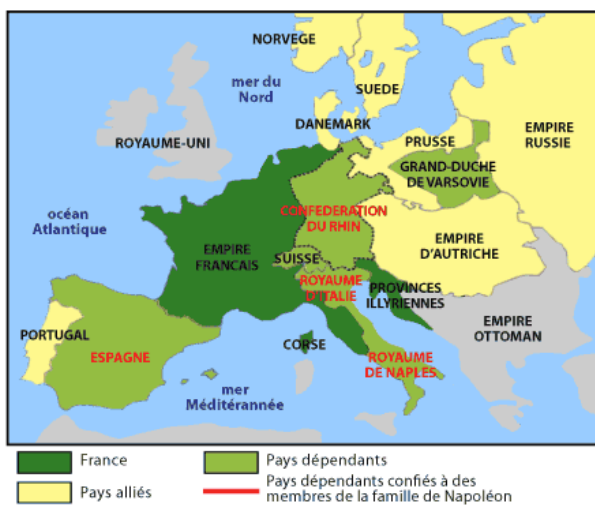 NORVEGE
mer du
Nord
SUEDE
DANEMARK
ROYAUME-UNI
PRUSSE
EMPIRE
RUSSIE
GRAND-DUCHE
DE VARSOVIE
océan
Atlantique
CONFEDERATION
DU RHIN
EMPIRE
FRANCAIS
SUISSE
EMPIRE
D'AUTRICHE
ROYAUME
D'ITALIE
PROVINCES
ILLYRIENNES
PORTUGAL
ESPAGNE
CORSE
EMPIRE
OTTOMAN
ROYAUME
DE NAPLES
mer
Méditérannée
France
Pays dépendants
Pays alliés
Pays dépendants confiés à des
membres de la famille de Napoléon